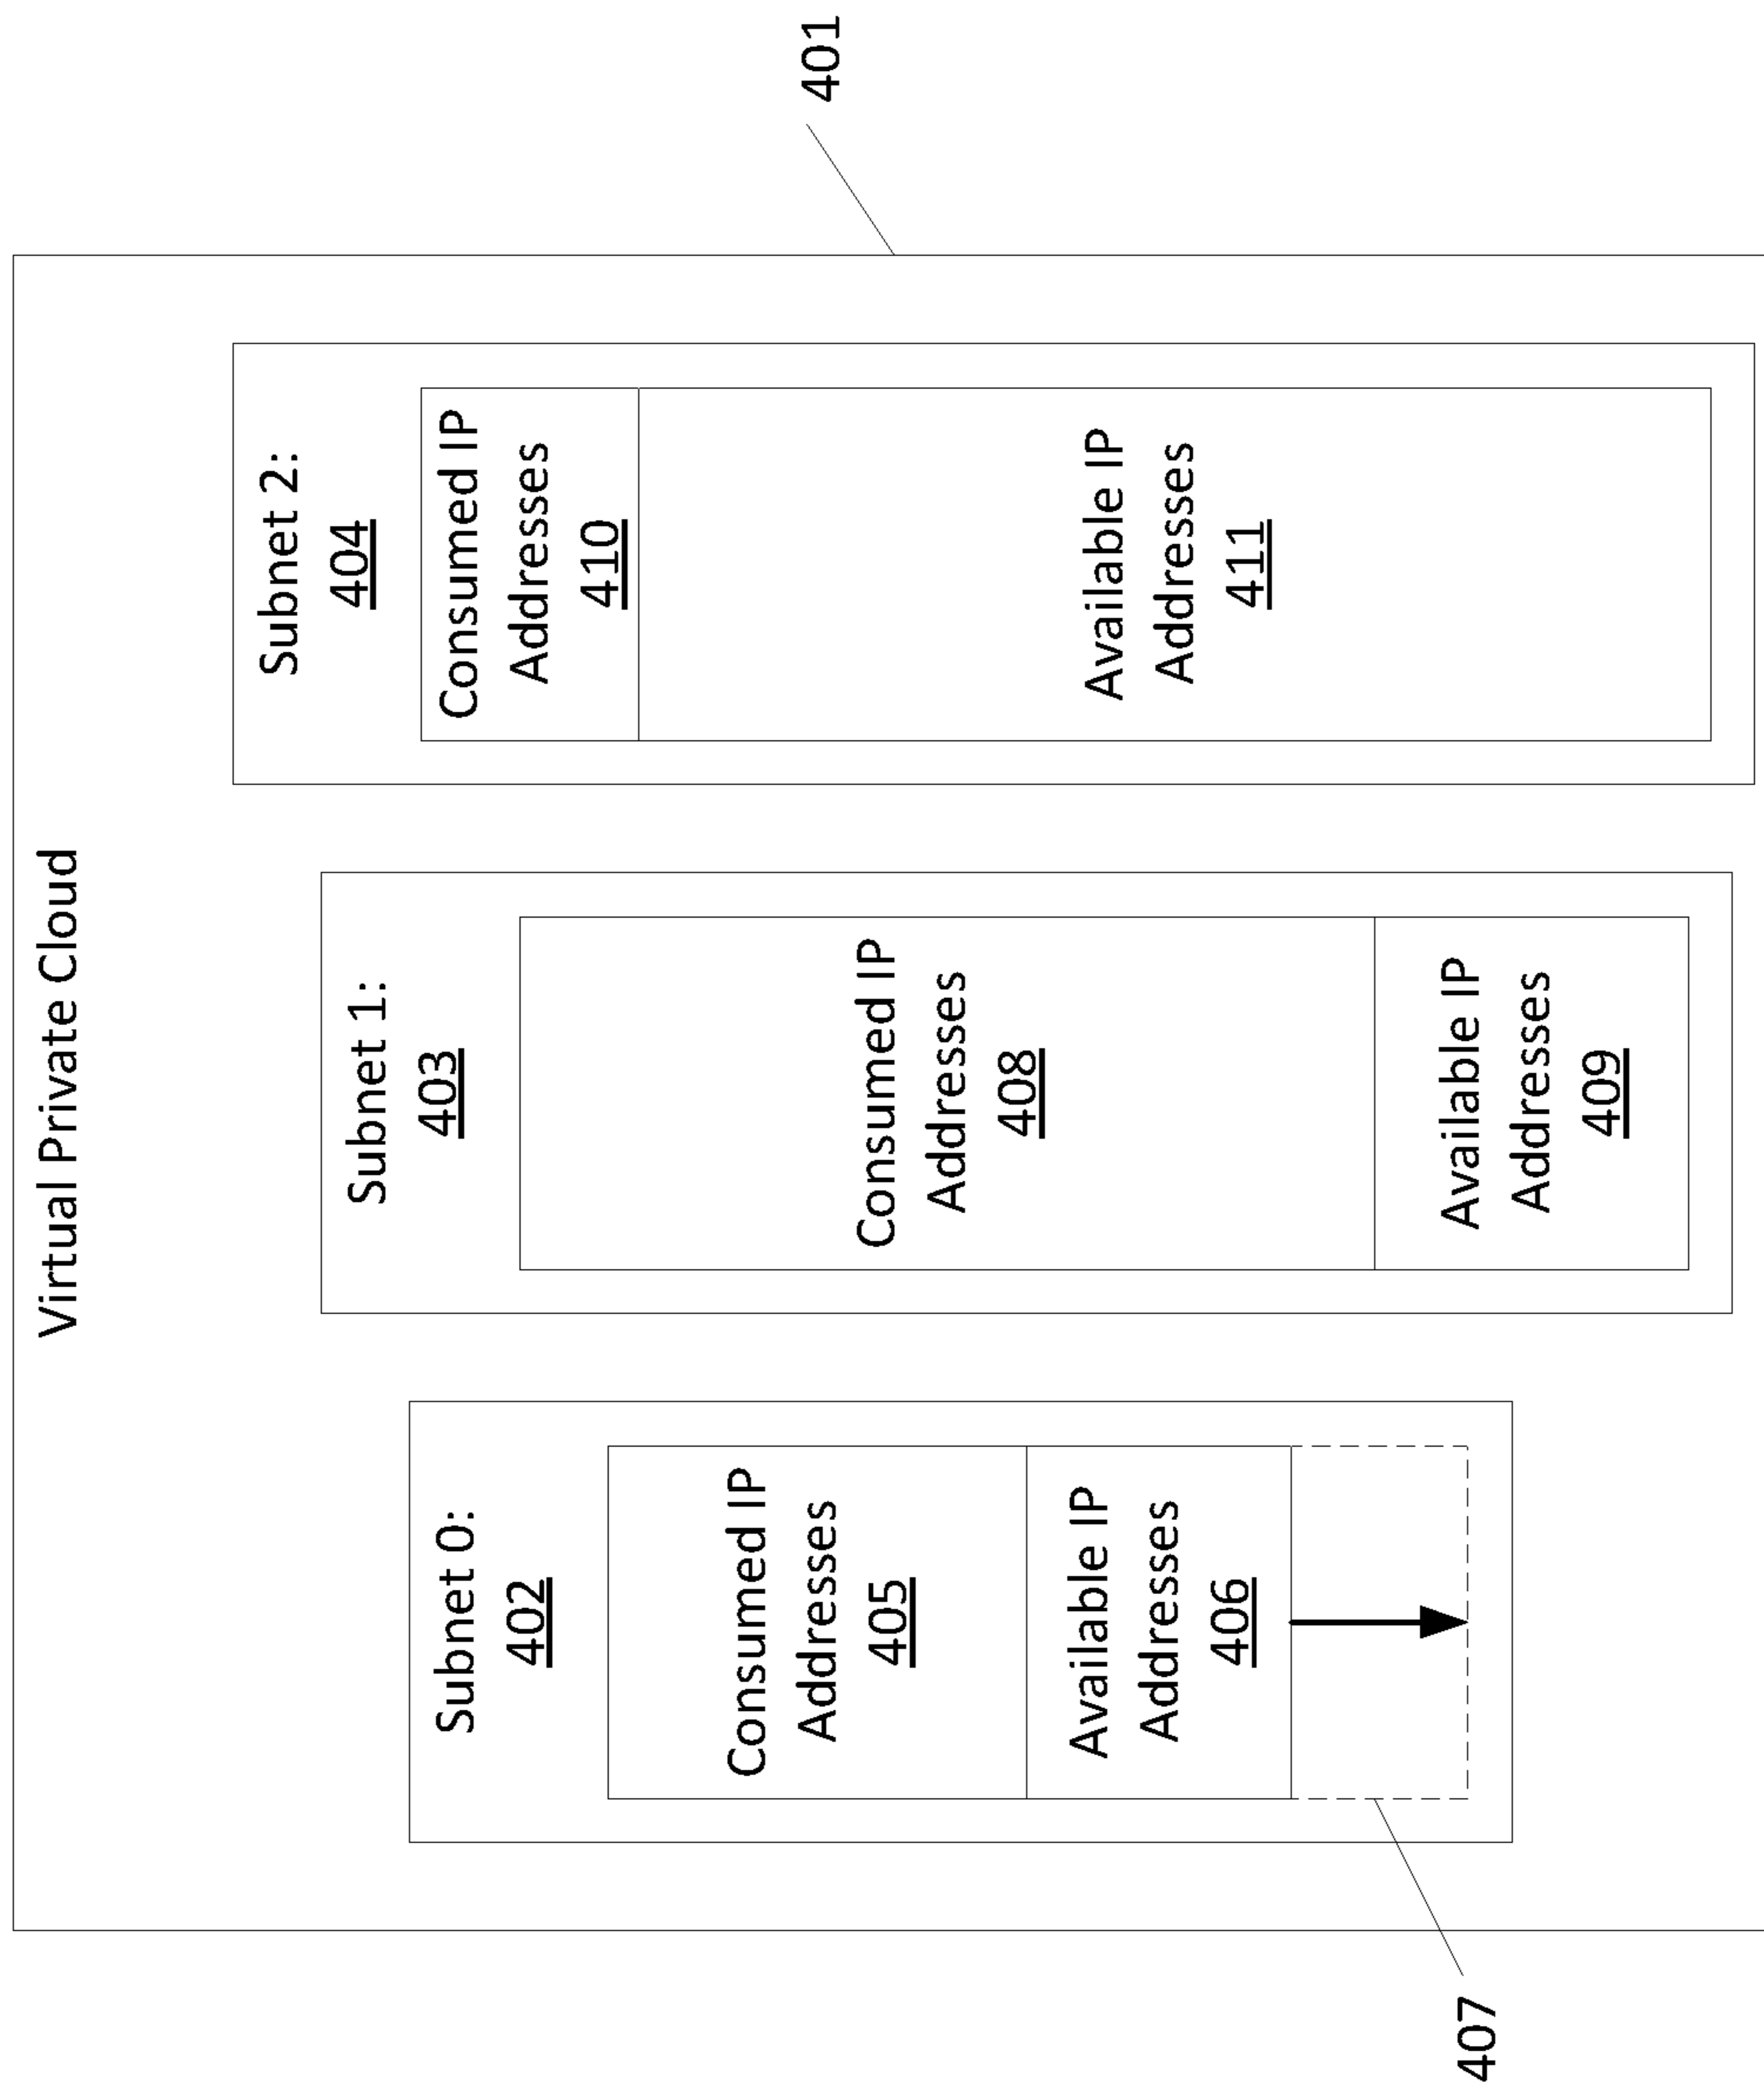 Virtual Private Cloud
Subnet 0:
402
Consumed IP
Addresses
405
Available IP
Addresses
406
407
Subnet 1:
403
Consumed IP
Addresses
408
Available IP
Addresses
409
Subnet 2:
404
Consumed IP
Addresses
410
Available IP
Addresses
411
401